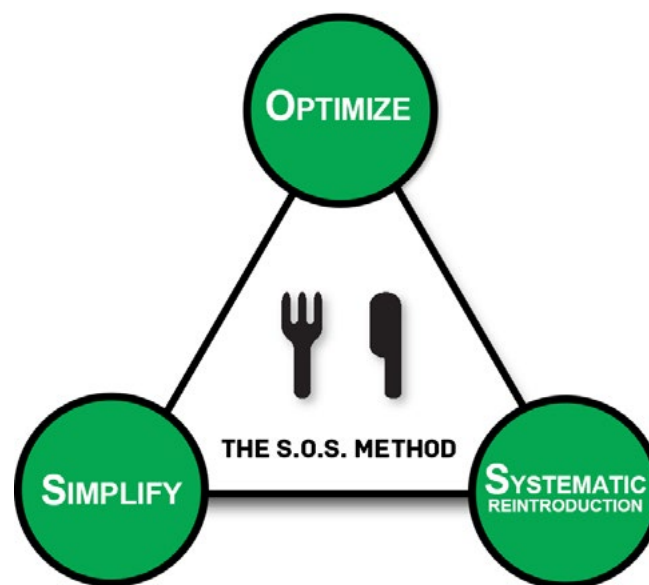 OPTIMIZE
THE S.O.S. METHOD
SIMPLIFY
SYSTEMATIC
REINTRODUCTION